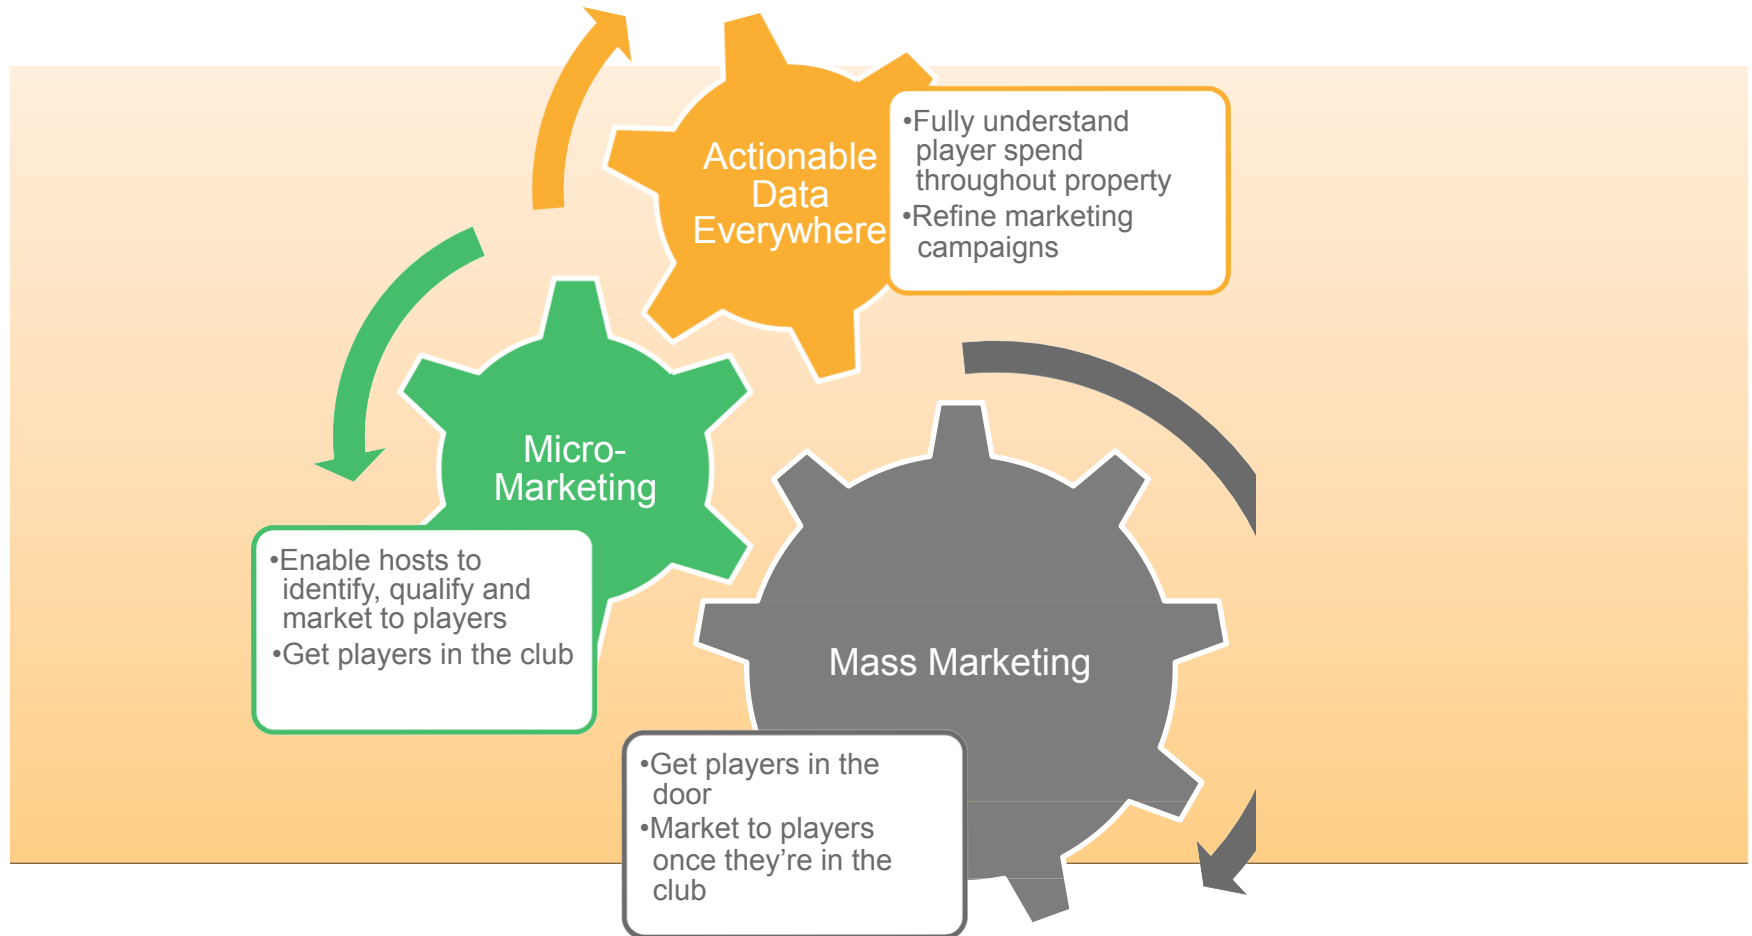 Actionable
Data
Everywhere
•Fully understand
player spend
throughout property
•Refine marketing
campaigns
Micro-
Marketing
•Enable hosts to
identify, qualify and
market to players
•Get players in the club
Mass Marketing
•Get players in the
door
•Market to players
once they’re in the
club